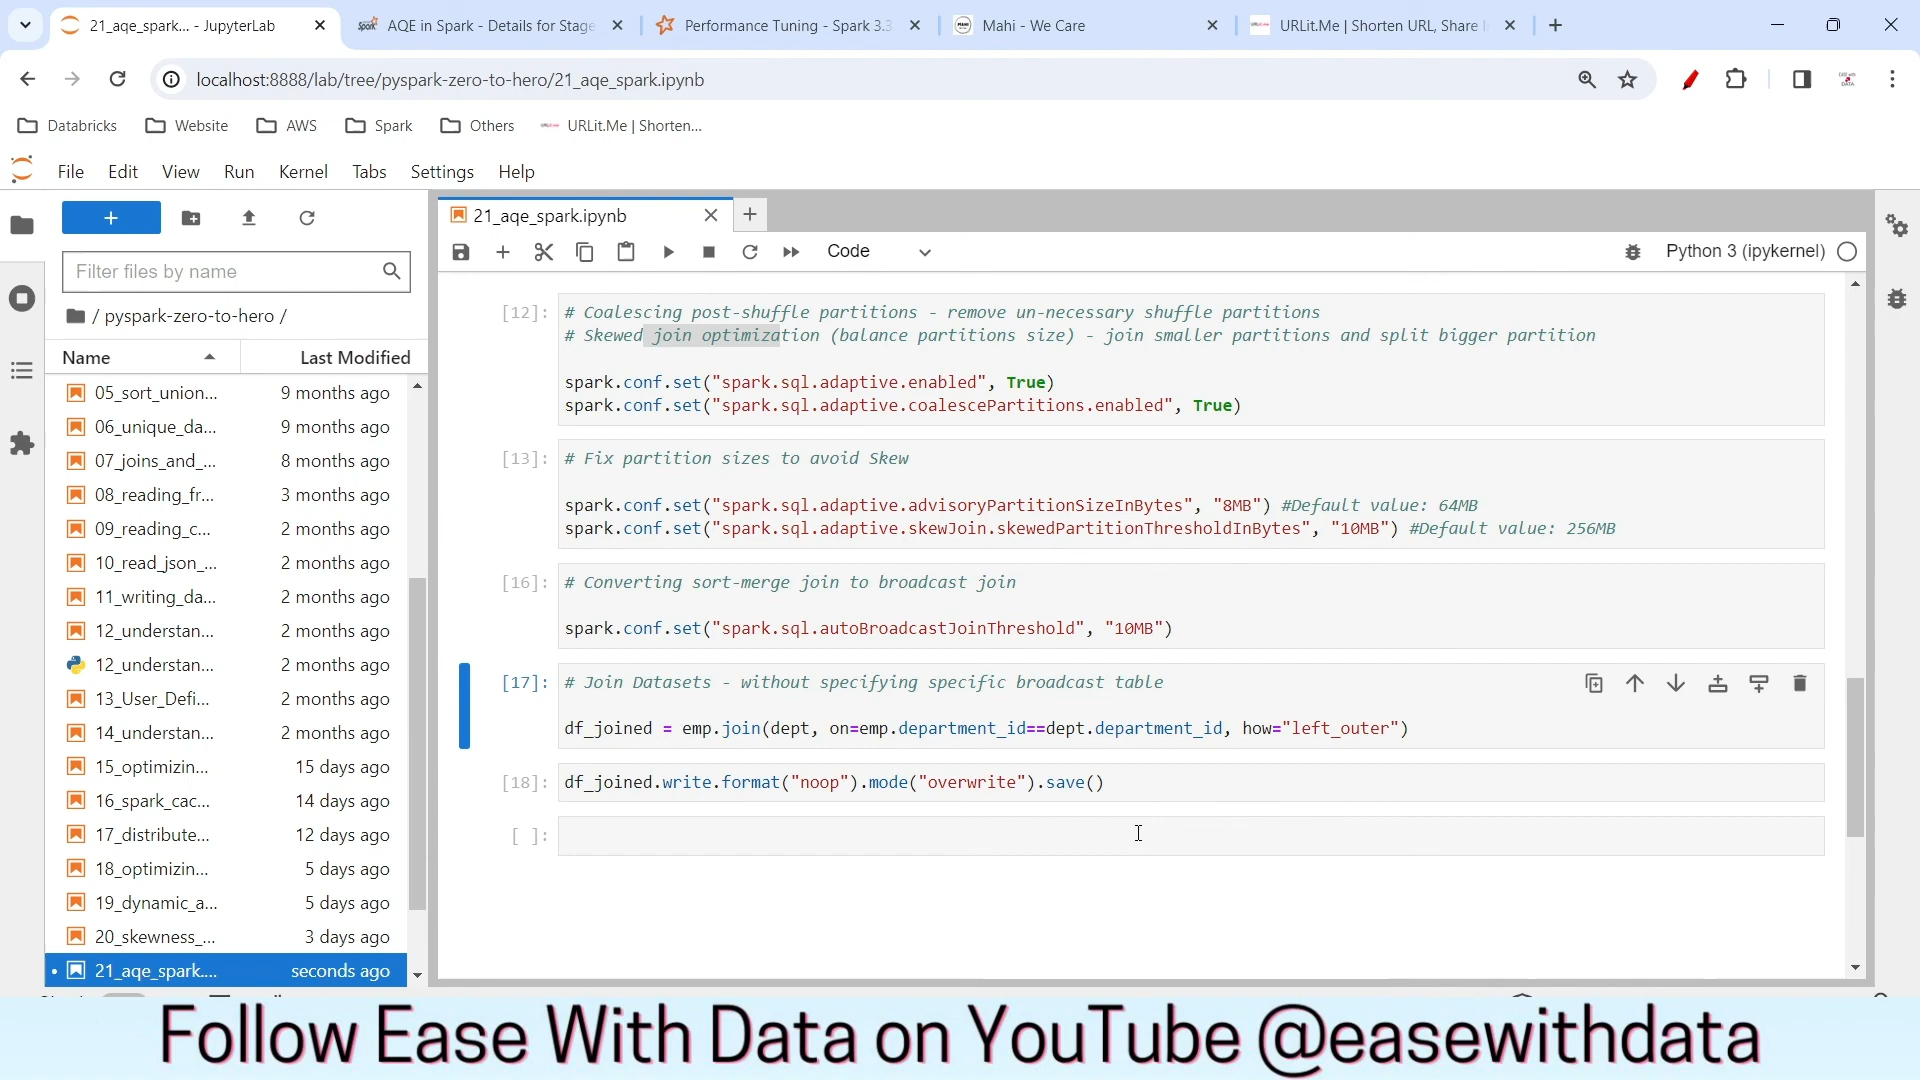 21_aqe_spark... - JupyterLab
AQE in Spark - Details for Stage
Performance Tuning - Spark 3.3
Mahi - We Care
URLit.Me | Shorten URL, Share
localhost:8888/lab/tree/pyspark-zero-to-hero/21_aqe_spark.ipynb
Databricks Website AWS Spark Others URLit.Me | Shorten...
File Edit View Run Kernel Tabs Settings Help
21_aqe_spark.ipynb
Code
Python 3 (ipykernel)
Filter files by name
/ pyspark-zero-to-hero /
Name Last Modified
05_sort_union... 9 months ago
06_unique_da... 9 months ago
07_joins_and_... 8 months ago
08_reading_fr... 3 months ago
09_reading_c... 2 months ago
10_read_json_... 2 months ago
11_writing_da... 2 months ago
12_understan... 2 months ago
12_understan... 2 months ago
13_User_Defi... 2 months ago
14_understan... 2 months ago
15_optimizin... 15 days ago
16_spark_cac... 14 days ago
17_distribute... 12 days ago
18_optimizin... 5 days ago
19_dynamic_a... 5 days ago
20_skewness_... 3 days ago
21_aqe_spark.... seconds ago
[12]: # Coalescing post-shuffle partitions - remove un-necessary shuffle partitions
# Skewed join optimization (balance partitions size) - join smaller partitions and split bigger partition
spark.conf.set("spark.sql.adaptive.enabled", True)
spark.conf.set("spark.sql.adaptive.coalescePartitions.enabled", True)
[13]: # Fix partition sizes to avoid Skew
spark.conf.set("spark.sql.adaptive.advisoryPartitionSizeInBytes", "8MB") #Default value: 64MB
spark.conf.set("spark.sql.adaptive.skewJoin.skewedPartitionThresholdInBytes", "10MB") #Default value: 256MB
[16]: # Converting sort-merge join to broadcast join
spark.conf.set("spark.sql.autoBroadcastJoinThreshold", "10MB")
[17]: # Join Datasets - without specifying specific broadcast table
df_joined = emp.join(dept, on=emp.department_id==dept.department_id, how="left_outer")
[18]: df_joined.write.format("noop").mode("overwrite").save()
[ ]:
Follow Ease With Data on YouTube @easewithdata